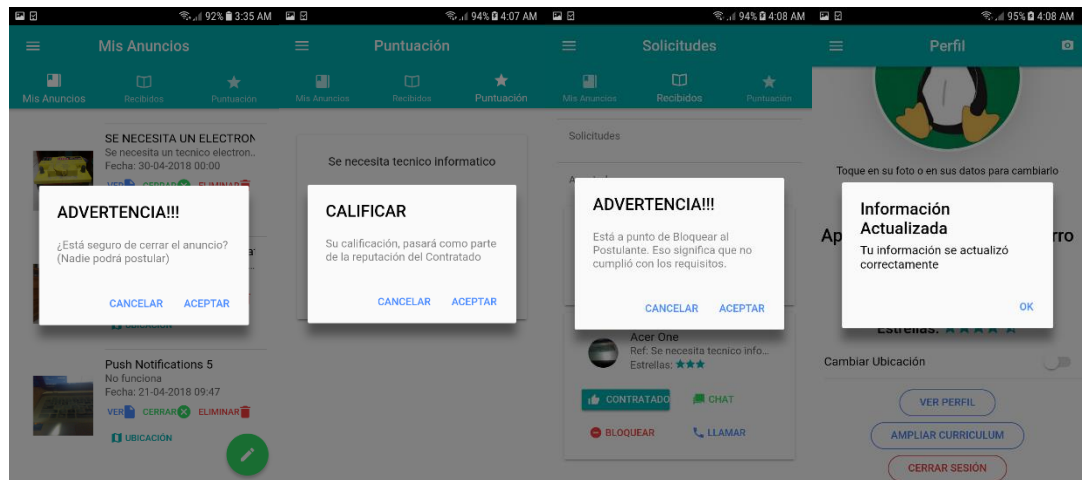 92% 3:35 AM
Mis Anuncios
Mis Anuncios
Recibidos
Puntuación
SE NECESITA UN ELECTRON
Se necesita un tecnico electron..
Fecha: 30-04-2018 00:00
VER CERRAR ELIMINAR
ADVERTENCIA!!!
¿Está seguro de cerrar el anuncio?
(Nadie podrá postular)
CANCELAR ACEPTAR
UBICACIÓN
Push Notifications 5
No funciona
Fecha: 21-04-2018 09:47
VER CERRAR ELIMINAR
UBICACIÓN
94% 4:07 AM
Puntuación
Mis Anuncios
Recibidos
Puntuación
Se necesita tecnico informatico
CALIFICAR
Su calificación, pasará como parte
de la reputación del Contratado
CANCELAR ACEPTAR
94% 4:08 AM
Solicitudes
Mis Anuncios
Recibidos
Puntuación
Solicitudes
ADVERTENCIA!!!
Está a punto de Bloquear al
Postulante. Eso significa que no
cumplió con los requisitos.
CANCELAR ACEPTAR
Acer One
Ref: Se necesita tecnico info...
Estrellas:
CONTRATADO CHAT
BLOQUEAR LLAMAR
95% 4:08 AM
Perfil
Toque en su foto o en sus datos para cambiarlo
Información
Actualizada
Tu información se actualizó
correctamente
OK
Estrellas:
Cambiar Ubicación
VER PERFIL
AMPLIAR CURRICULUM
CERRAR SESIÓN